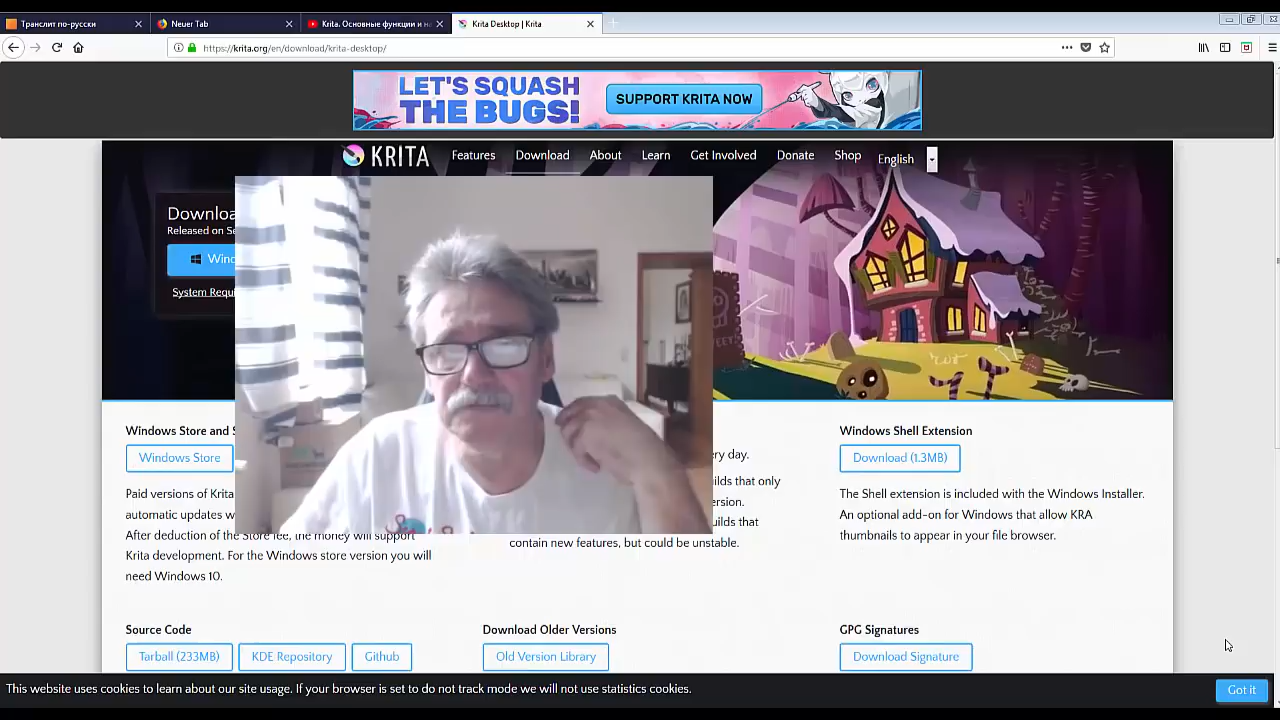 Транслит по-русски
Neuer Tab
Krita. Основные функции и на
Krita Desktop | Krita
https://krita.org/en/download/krita-desktop/
LET'S SQUASH
THE BUGS!
SUPPORT KRITA NOW
KRITA
Features
Download
About
Learn
Get Involved
Donate
Shop
English
Downloa
Released on Se
Wind
System Requi
Windows Store and S
Windows Store
Paid versions of Krita
automatic updates w
After deduction of the Store fee, the money will support
Krita development. For the Windows store version you will
need Windows 10.
ry day.
uilds that only
ersion.
uilds that
contain new features, but could be unstable.
Windows Shell Extension
Download (1.3MB)
The Shell extension is included with the Windows Installer.
An optional add-on for Windows that allow KRA
thumbnails to appear in your file browser.
Source Code
Tarball (233MB)
KDE Repository
Github
Download Older Versions
Old Version Library
GPG Signatures
Download Signature
This website uses cookies to learn about our site usage. If your browser is set to do not track mode we will not use statistics cookies.
Got it